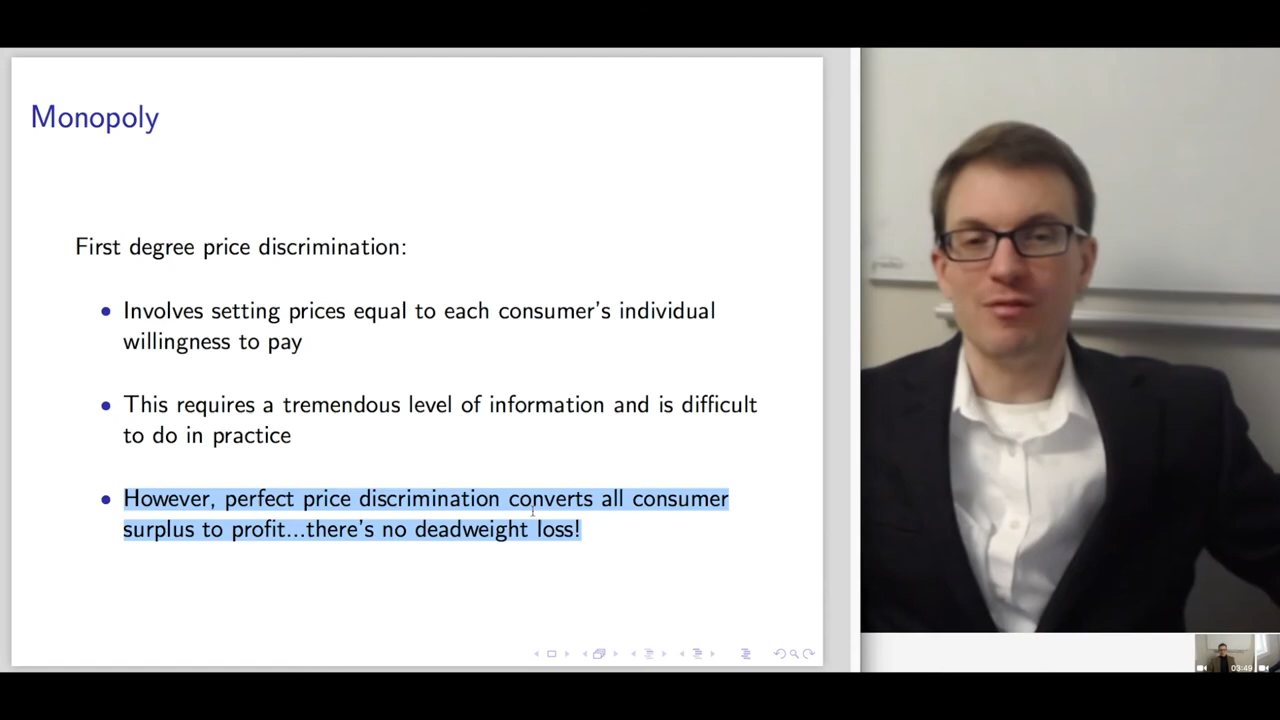 Monopoly
First degree price discrimination:
• Involves setting prices equal to each consumer's individual
willingness to pay
• This requires a tremendous level of information and is difficult
to do in practice
• However, perfect price discrimination converts all consumer
surplus to profit...there's no deadweight loss!
03:49